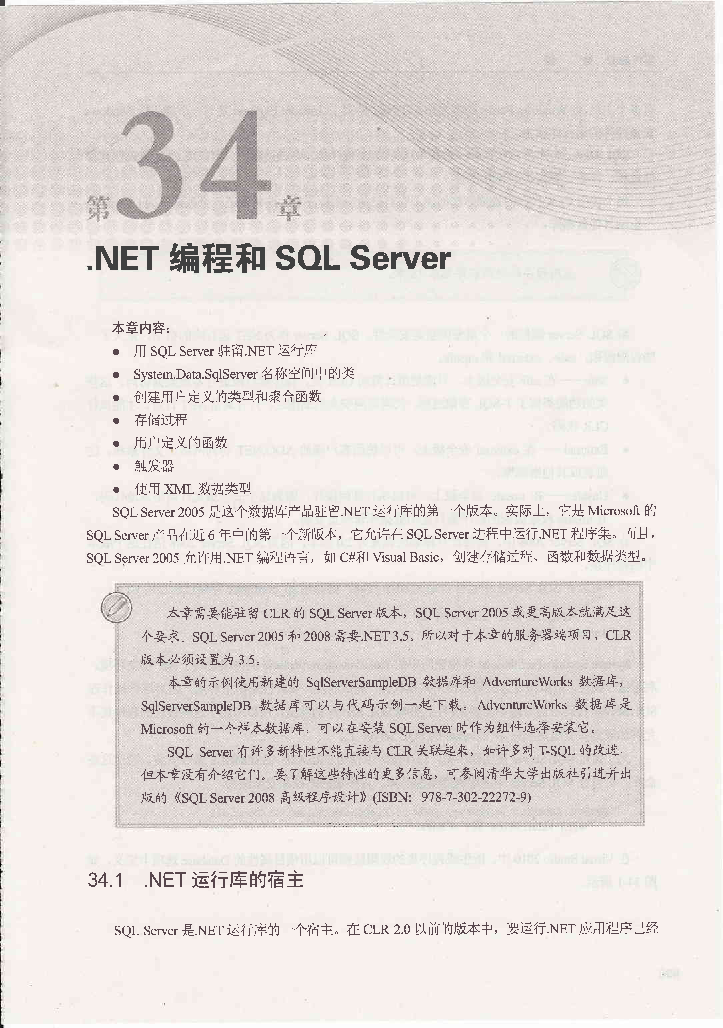 第34章
.NET 编程和 SQL Server
本章内容:
● 用 SQL Server 驻留.NET 运行库
● System.Data.SqlServer 名称空间中的类
● 创建用户定义的类型和聚合函数
● 存储过程
● 用户定义的函数
● 触发器
● 使用 XML 数据类型
SQL Server 2005 是这个数据库产品驻留.NET 运行库的第一个版本。实际上，它是 Microsoft 的
SQL Server 产品在近 6 年中的第一个新版本，它允许在 SQL Server 进程中运行.NET 程序集。而且，
SQL Server 2005 允许用.NET 编程语言，如 C#和 Visual Basic，创建存储过程、函数和数据类型。
本章需要能驻留 CLR 的 SQL Server 版本，SQL Server 2005 或更高版本就满足这
个要求。SQL Server 2005 和 2008 需要.NET 3.5，所以对于本章的服务器端项目，CLR
版本必须设置为 3.5。
本章的示例使用新建的 SqlServerSampleDB 数据库和 AdventureWorks 数据库，
SqlServerSampleDB 数据库可以与代码示例一起下载。AdventureWorks 数据库是
Microsoft 的一个样本数据库，可以在安装 SQL Server 时作为组件选择安装它。
SQL Server 有许多新特性不能直接与 CLR 关联起来，如许多对 T-SQL 的改进，
但本章没有介绍它们。要了解这些特性的更多信息，可参阅清华大学出版社引进并出
版的《SQL Server 2008 高级程序设计》(ISBN：978-7-302-22272-9)
34.1 .NET 运行库的宿主
SQL Server 是.NET 运行库的一个宿主。在 CLR 2.0 以前的版本中，要运行.NET 应用程序已经